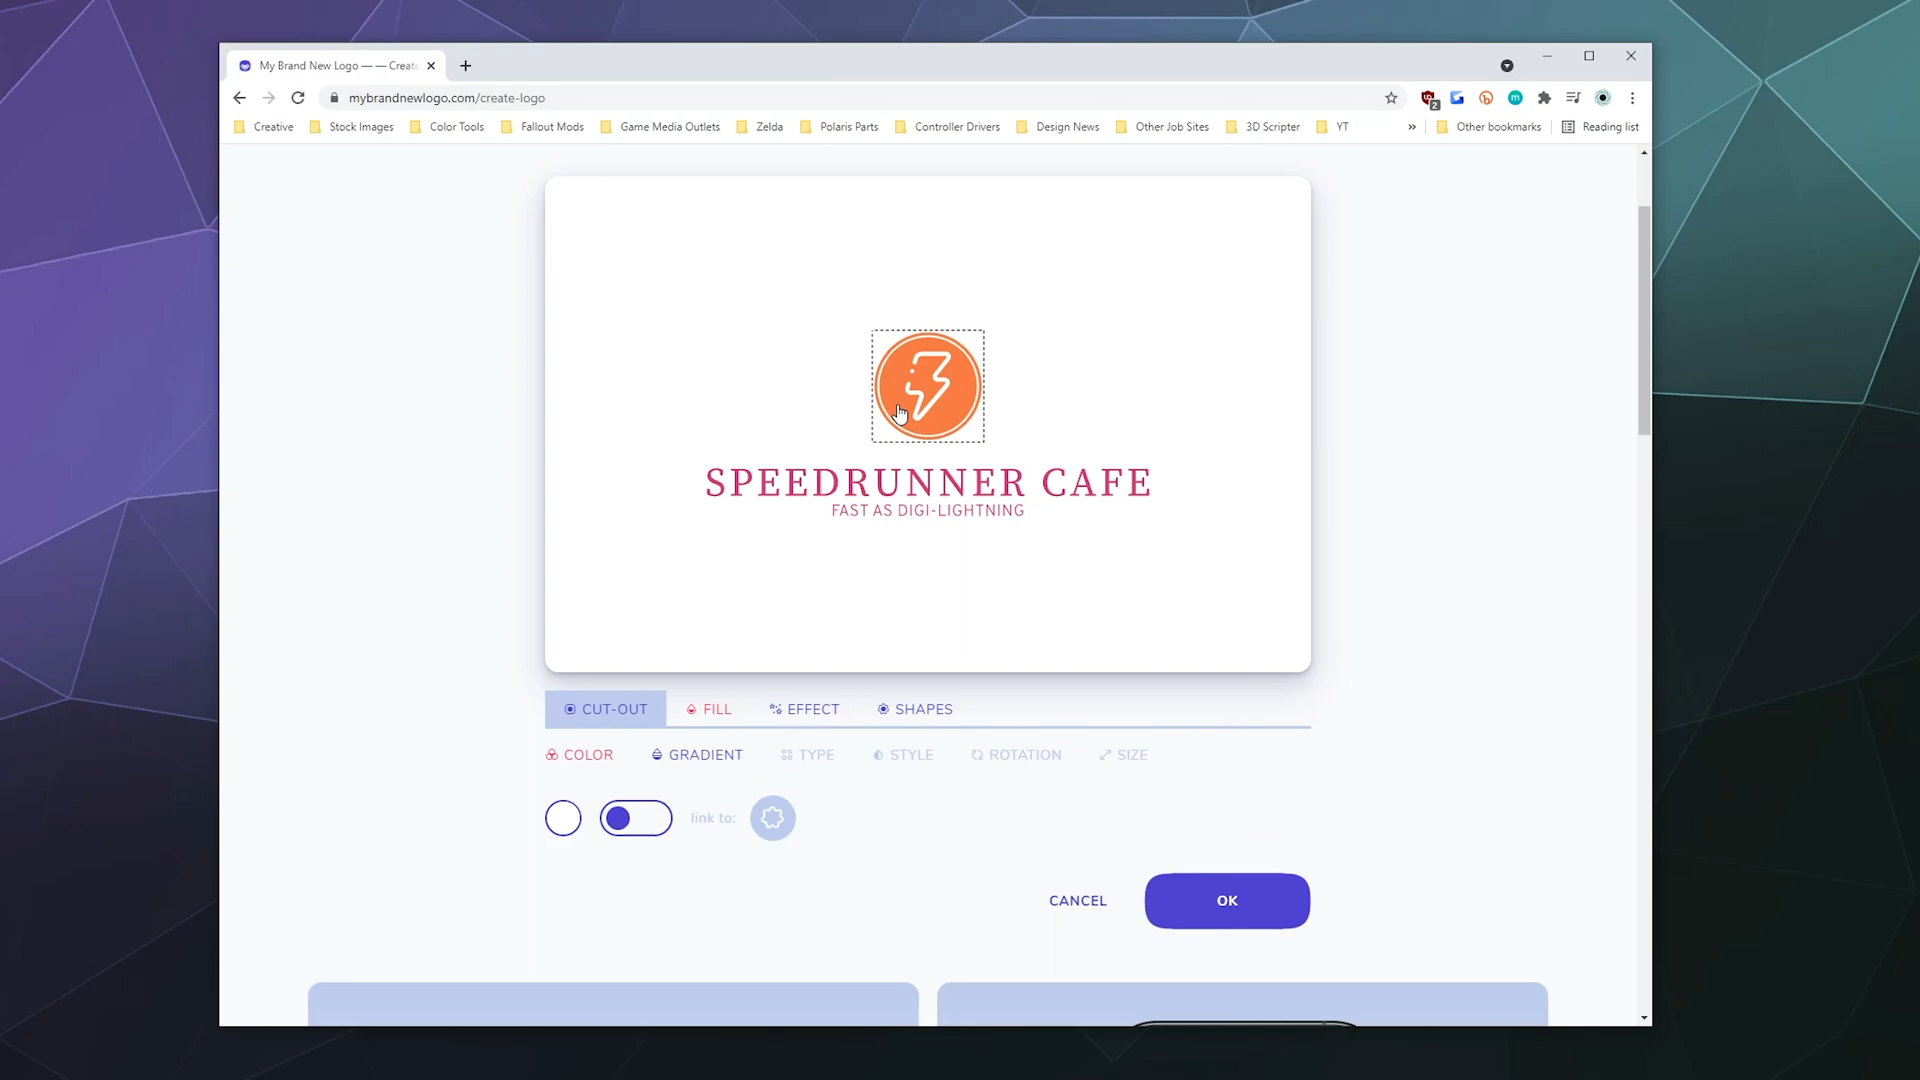 My Brand New Logo — — Creat
mybrandnewlogo.com/create-logo
2
Creative
Stock Images
Color Tools
Fallout Mods
Game Media Outlets
Zelda
Polaris Parts
Controller Drivers
Design News
Other Job Sites
3D Scripter
YT
»
Other bookmarks
Reading list
SPEEDRUNNER CAFE
FAST AS DIGI-LIGHTNING
CUT-OUT
FILL
EFFECT
SHAPES
COLOR
GRADIENT
TYPE
STYLE
ROTATION
SIZE
link to:
CANCEL
OK